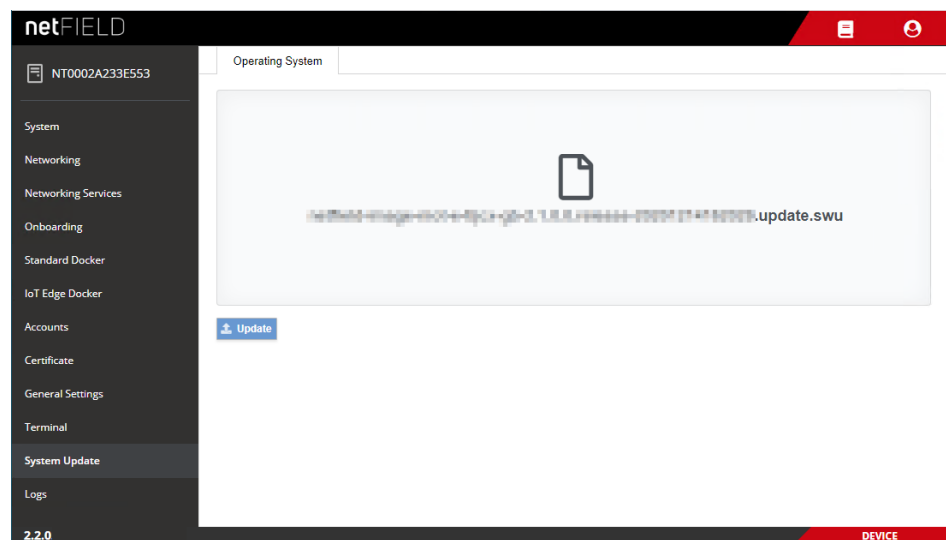 netFIELD
NT0002A233E553
Operating System
System
Networking
Networking Services
Onboarding
Standard Docker
IoT Edge Docker
Accounts
Certificate
General Settings
Terminal
System Update
Logs
.update.swu
Update
2.2.0
DEVICE